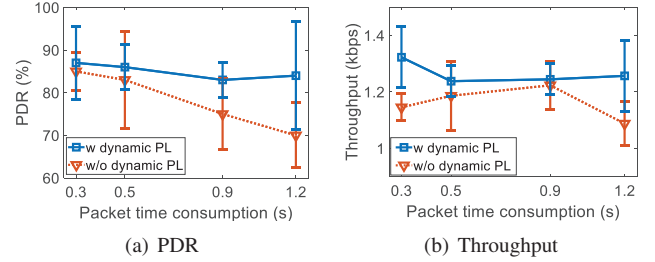 100
90
80
70
60
PDR (%)
w dynamic PL
w/o dynamic PL
0.3 0.5 0.9 1.2
Packet time consumption (s)
(a) PDR
1.4
1.2
1
Throughput (kbps)
w dynamic PL
w/o dynamic PL
0.3 0.5 0.9 1.2
Packet time consumption (s)
(b) Throughput